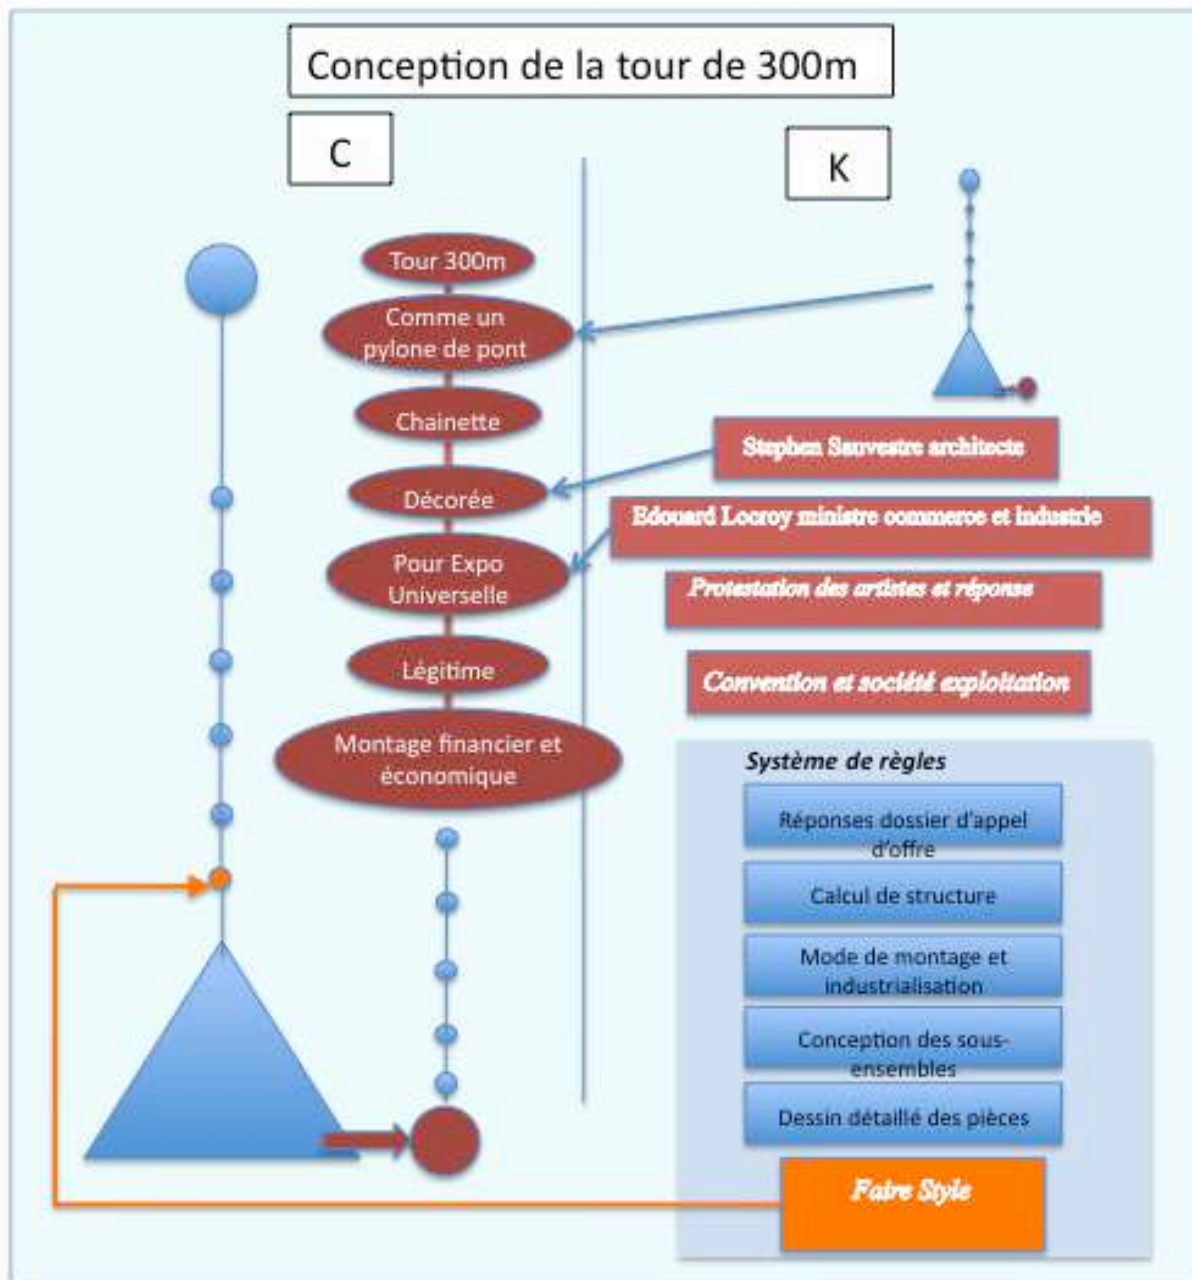 Conception de la tour de 300m
C
K
Tour 300m
Comme un
pylone de pont
Chainette
Décorée
Pour Expo
Universelle
Légitime
Montage financier et
économique
Stephen Sauvestre architecte
Edouard Locroy ministre commerce et industrie
Protestation des artistes et réponse
Convention et société exploitation
Système de règles
Réponses dossier d'appel
d'offre
Calcul de structure
Mode de montage et
industrialisation
Conception des sous-
ensembles
Dessin détaillé des pièces
Faire Style